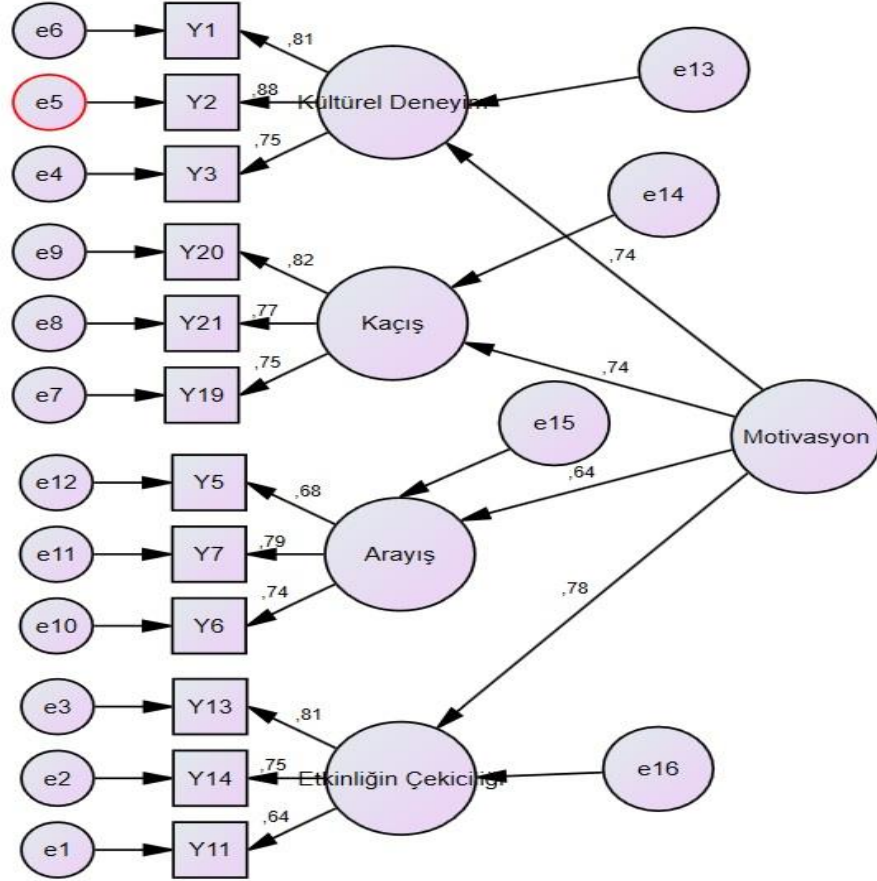 e6 Y1 ,81
e13
e5 Y2 ,88 Kültürel Deneyim
e4 Y3 ,75
e14
,74
e9 Y20 ,82
e8 Y21 ,77 Kaçış
e7 Y19 ,75
,74
e15
Motivasyon
e12 Y5 ,68
,64
e11 Y7 ,79 Arayış
e10 Y6 ,74
,78
e3 Y13 ,81
e2 Y14 ,75 Etkinliğin Çekiciliği
e16
e1 Y11 ,64